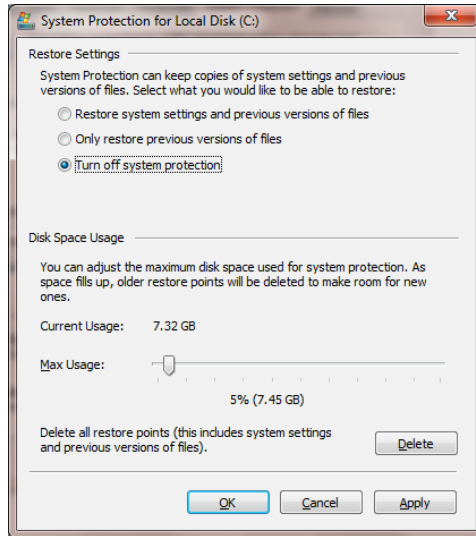 System Protection for Local Disk (C:)
Restore Settings
System Protection can keep copies of system settings and previous
versions of files. Select what you would like to be able to restore:
Restore system settings and previous versions of files
Only restore previous versions of files
Turn off system protection
Disk Space Usage
You can adjust the maximum disk space used for system protection. As
space fills up, older restore points will be deleted to make room for new
ones.
Current Usage: 7.32 GB
Max Usage:
5% (7.45 GB)
Delete all restore points (this includes system settings
and previous versions of files).
Delete
OK Cancel Apply